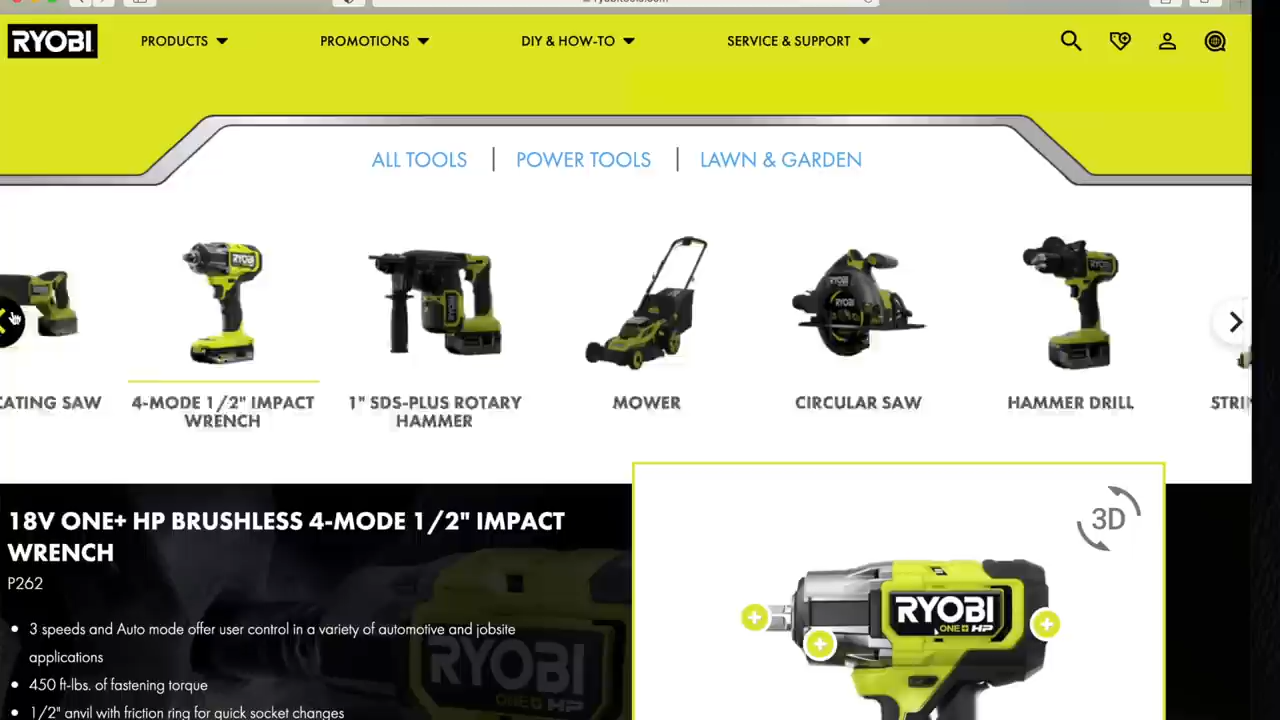 RYOBI
PRODUCTS
PROMOTIONS
DIY & HOW-TO
SERVICE & SUPPORT
ALL TOOLS | POWER TOOLS | LAWN & GARDEN
CATING SAW
4-MODE 1/2" IMPACT
WRENCH
1" SDS-PLUS ROTARY
HAMMER
MOWER
CIRCULAR SAW
HAMMER DRILL
STRIN
18V ONE+ HP BRUSHLESS 4-MODE 1/2" IMPACT
WRENCH
P262
3 speeds and Auto mode offer user control in a variety of automotive and jobsite
applications
450 ft-lbs. of fastening torque
1/2" anvil with friction ring for quick socket changes
RYOBI
ONE+ HP
3D
RYOBI
ONE+ HP